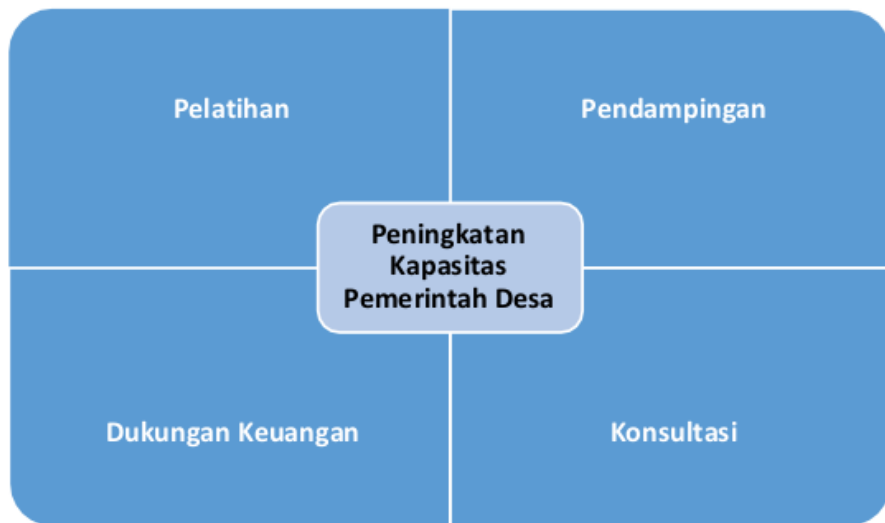 Pelatihan
Pendampingan
Peningkatan
Kapasitas
Pemerintah Desa
Dukungan Keuangan
Konsultasi